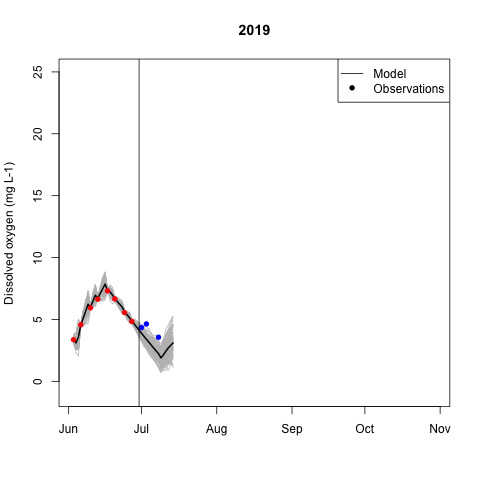 2019
Model
Observations
Dissolved oxygen (mg L-1)
25
20
15
10
5
0
Jun Jul Aug Sep Oct Nov